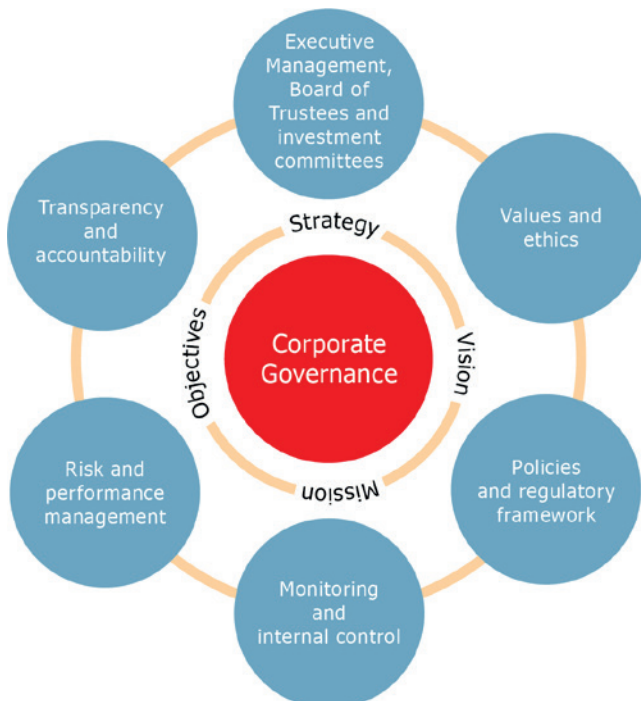 Executive
Management,
Board of
Trustees and
investment
committees
Values and
ethics
Policies
and regulatory
framework
Monitoring
and
internal control
Risk and
performance
management
Transparency
and
accountability
Strategy
Vision
Mission
Objectives
Corporate
Governance